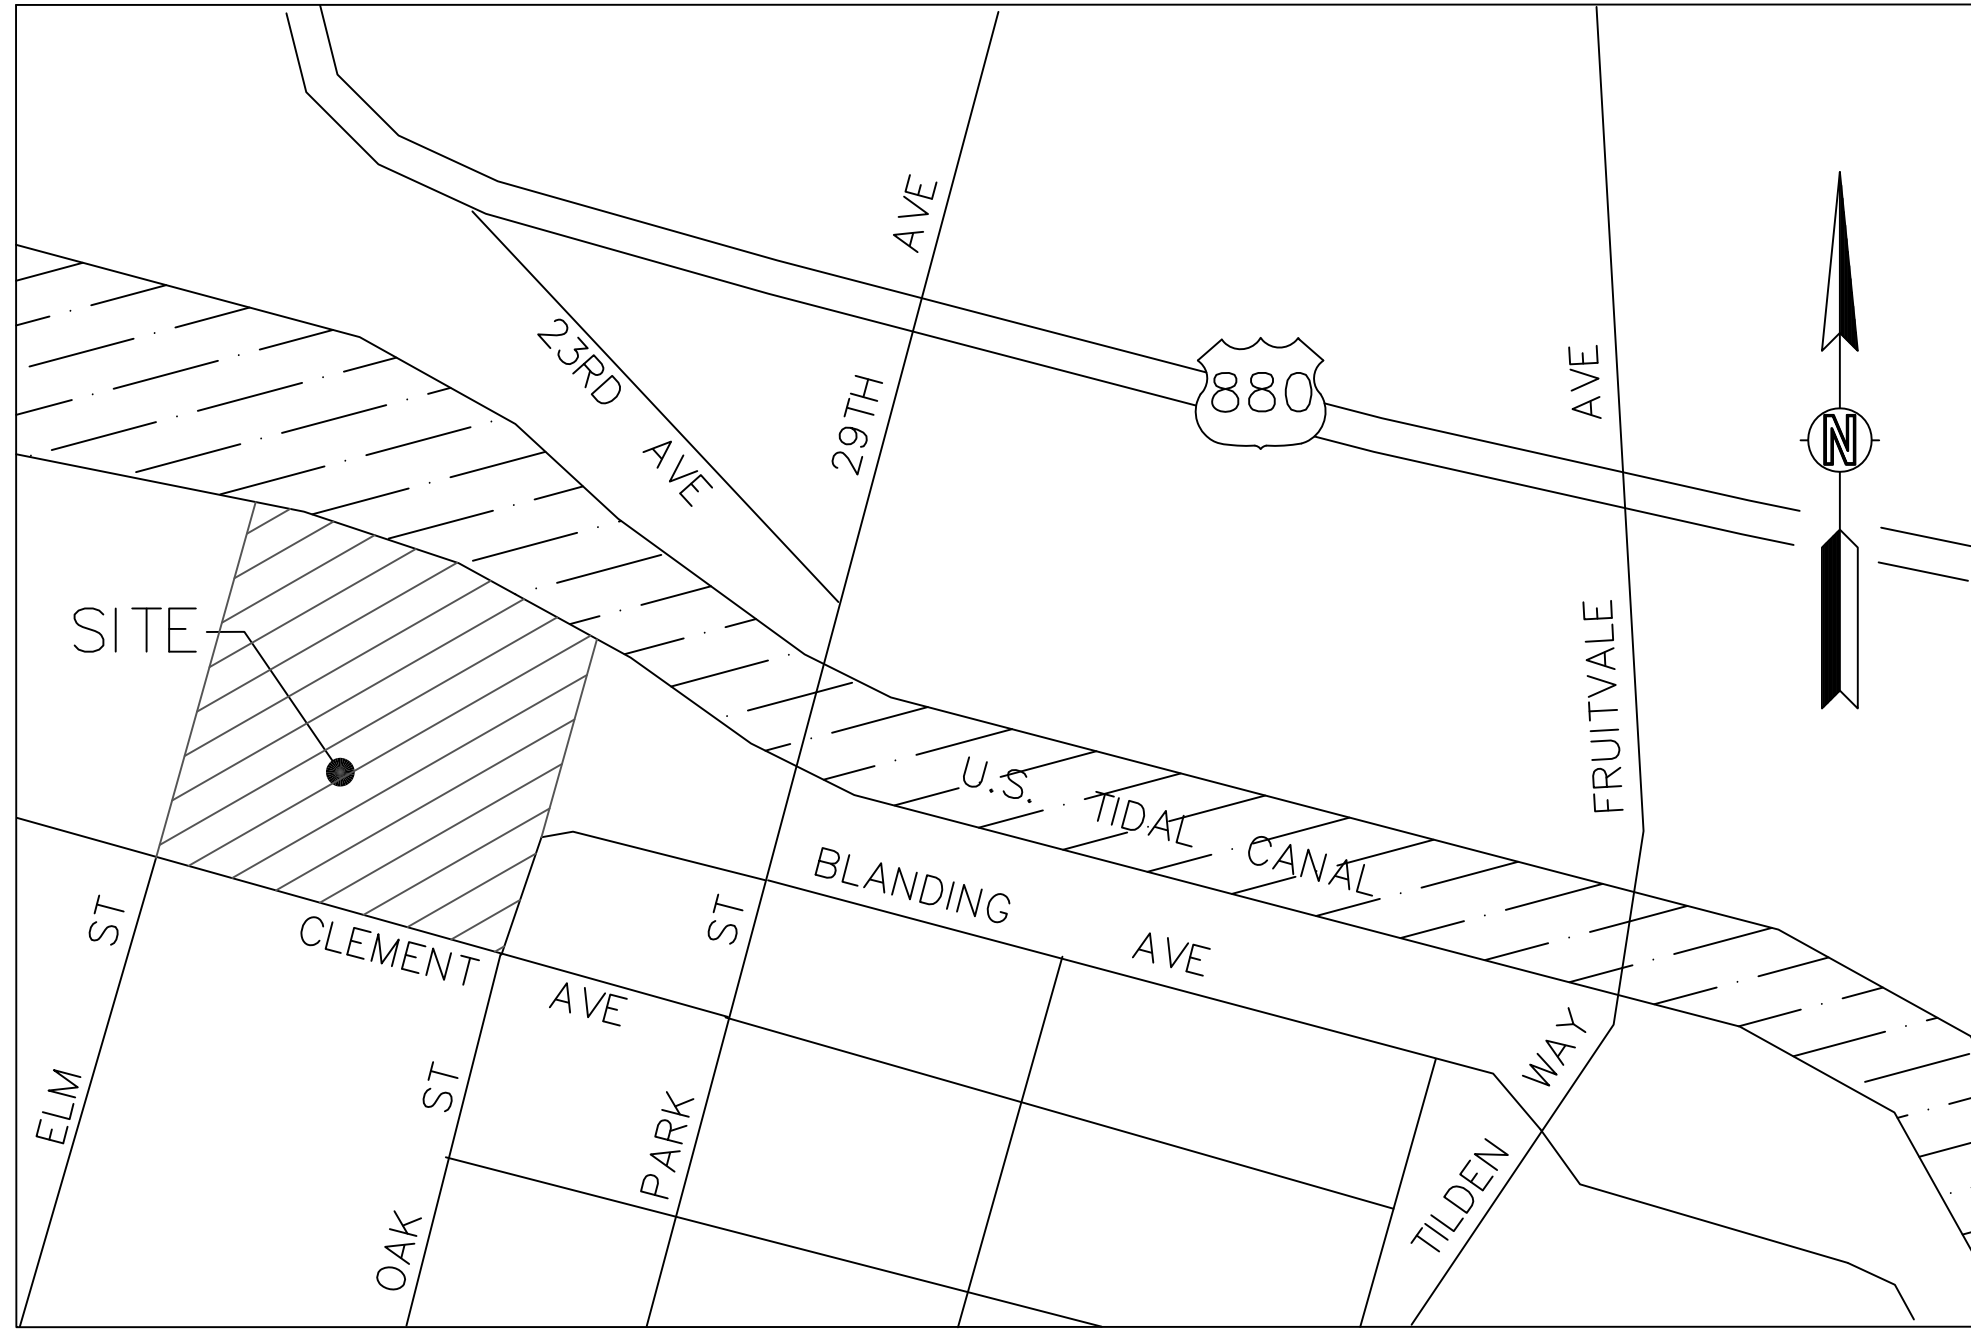 23RD AVE
29TH AVE
880
FRUITVALE AVE
N
SITE
U.S. TIDAL CANAL
BLANDING AVE
CLEMENT AVE
ELM ST
OAK ST
PARK ST
TILDEN WAY